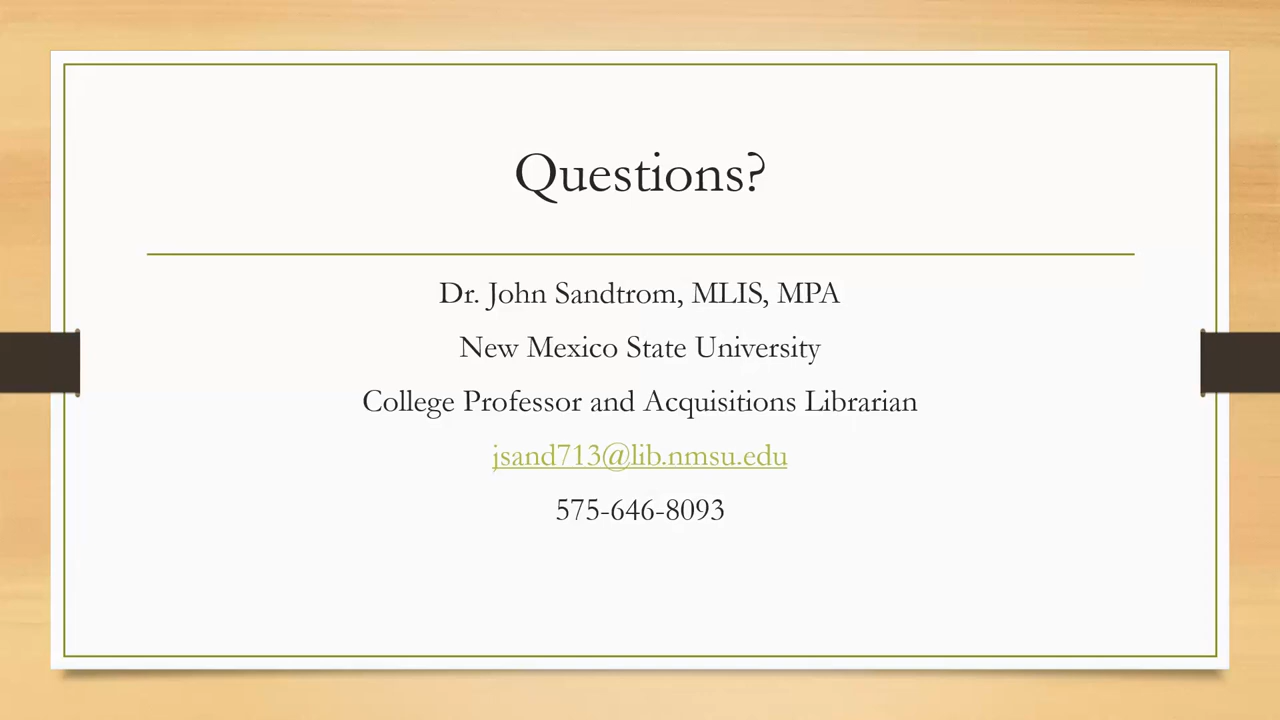 Questions?
Dr. John Sandtrom, MLIS, MPA
New Mexico State University
College Professor and Acquisitions Librarian
jsand713@lib.nmsu.edu
575-646-8093